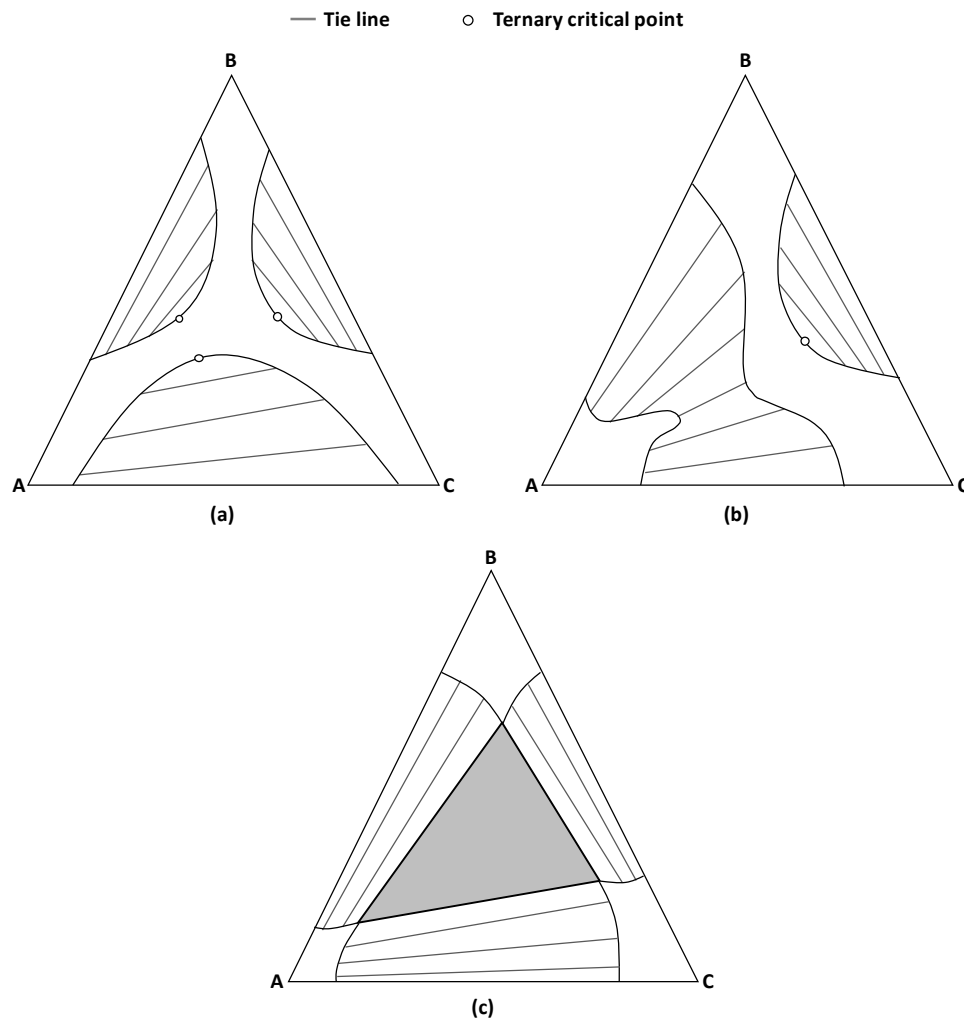 Tie line Ternary critical point
B B
A C A C
(a) (b)
B
A C
(c)